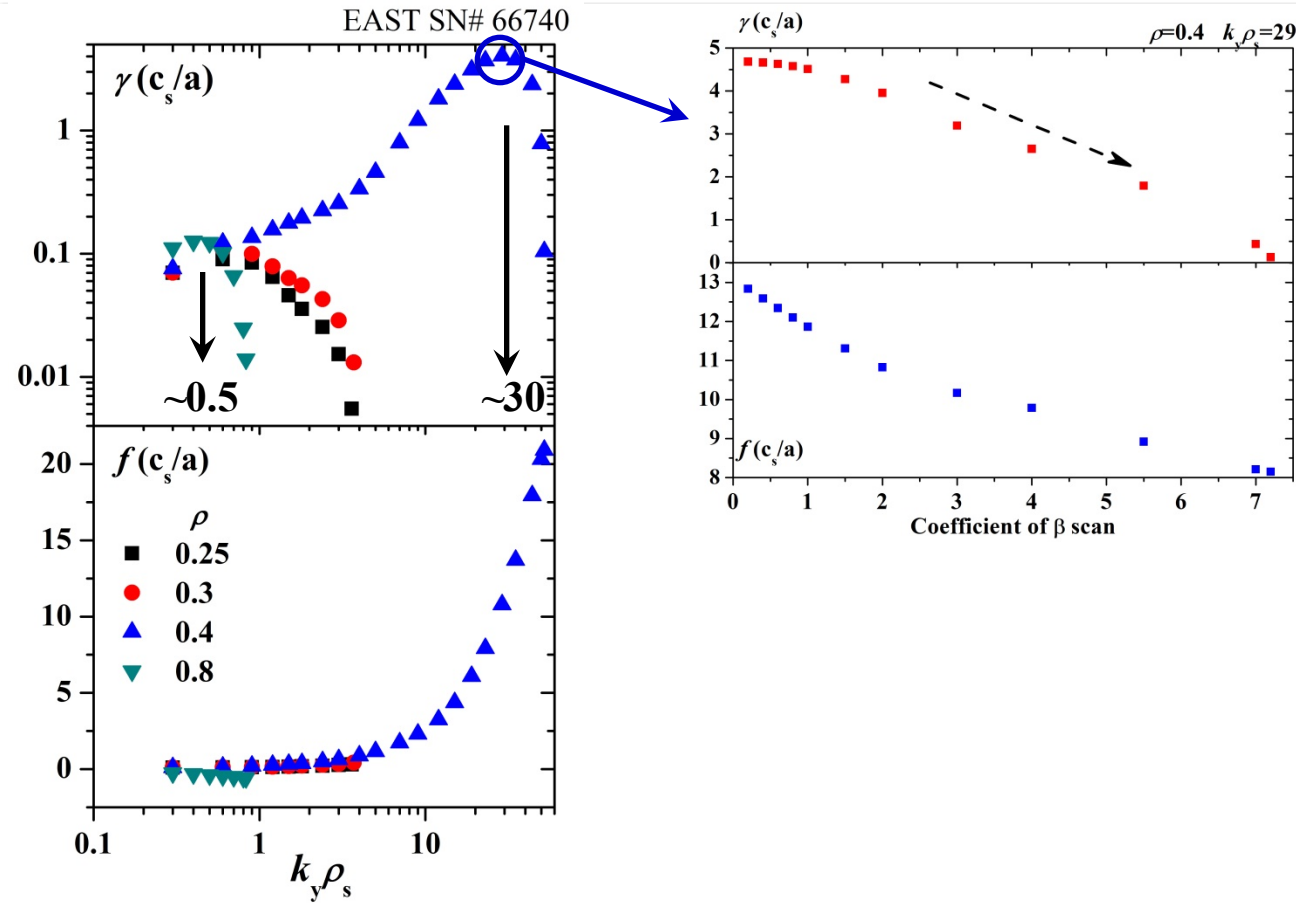 EAST SN# 66740
γ (c_s/a)
1
0.1
0.01
~0.5
~30
f (c_s/a)
20
15
10
5
0
ρ
0.25
0.3
0.4
0.8
0.1
1
10
k_yρ_s
γ (c_s/a)
ρ=0.4 k_yρ_s=29
5
4
3
2
1
0
13
12
11
10
9
8
f (c_s/a)
0 1 2 3 4 5 6 7
Coefficient of β scan